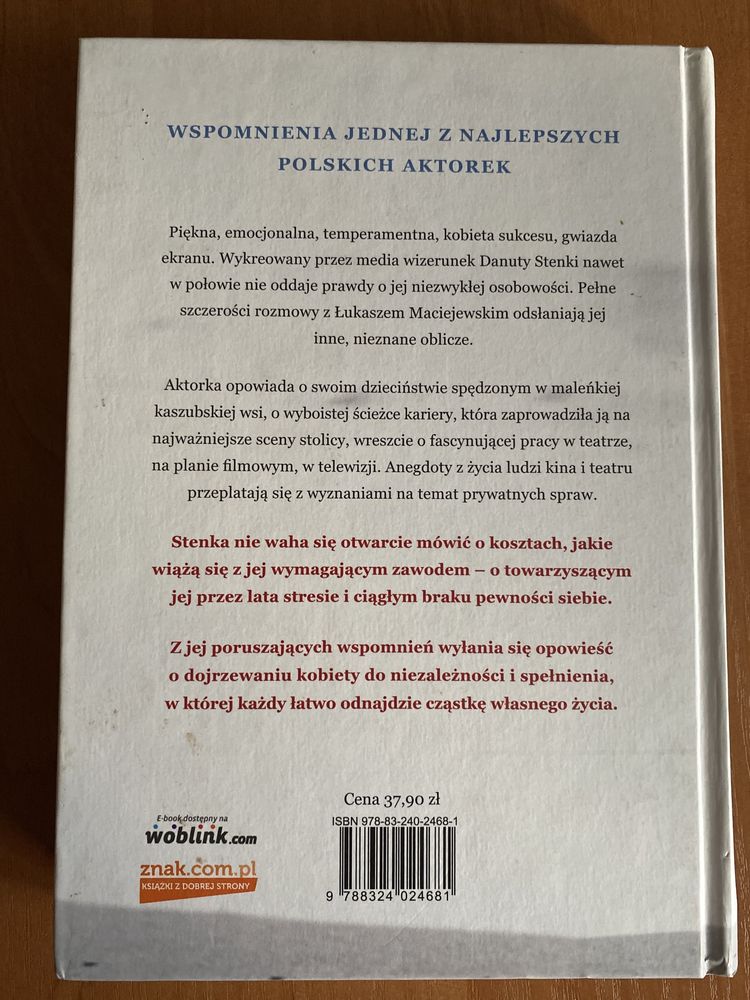 WSPOMNIENIA JEDNEJ Z NAJLEPSZYCH
POLSKICH AKTOREK
Piękna, emocjonalna, temperamentna, kobieta sukcesu, gwiazda
ekranu. Wykreowany przez media wizerunek Danuty Stenki nawet
w połowie nie oddaje prawdy o jej niezwykłej osobowości. Pełne
szczerości rozmowy z Łukaszem Maciejewskim odsłaniają jej
inne, nieznane oblicze.
Aktorka opowiada o swoim dzieciństwie spędzonym w maleńkiej
kaszubskiej wsi, o wyboistej ścieżce kariery, która zaprowadziła ją na
najważniejsze sceny stolicy, wreszcie o fascynującej pracy w teatrze,
na planie filmowym, w telewizji. Anegdoty z życia ludzi kina i teatru
przeplatają się z wyznaniami na temat prywatnych spraw.
Stenka nie waha się otwarcie mówić o kosztach, jakie
wiążą się z jej wymagającym zawodem – o towarzyszącym
jej przez lata stresie i ciągłym braku pewności siebie.
Z jej poruszających wspomnień wyłania się opowieść
o dojrzewaniu kobiety do niezależności i spełnienia,
w której każdy łatwo odnajdzie cząstkę własnego życia.
Cena 37,90 zł
ISBN 978-83-240-2468-1
9 788324 024681
E-book dostępny na
woblink.com
znak.com.pl
KSIĄŻKI Z DOBREJ STRONY